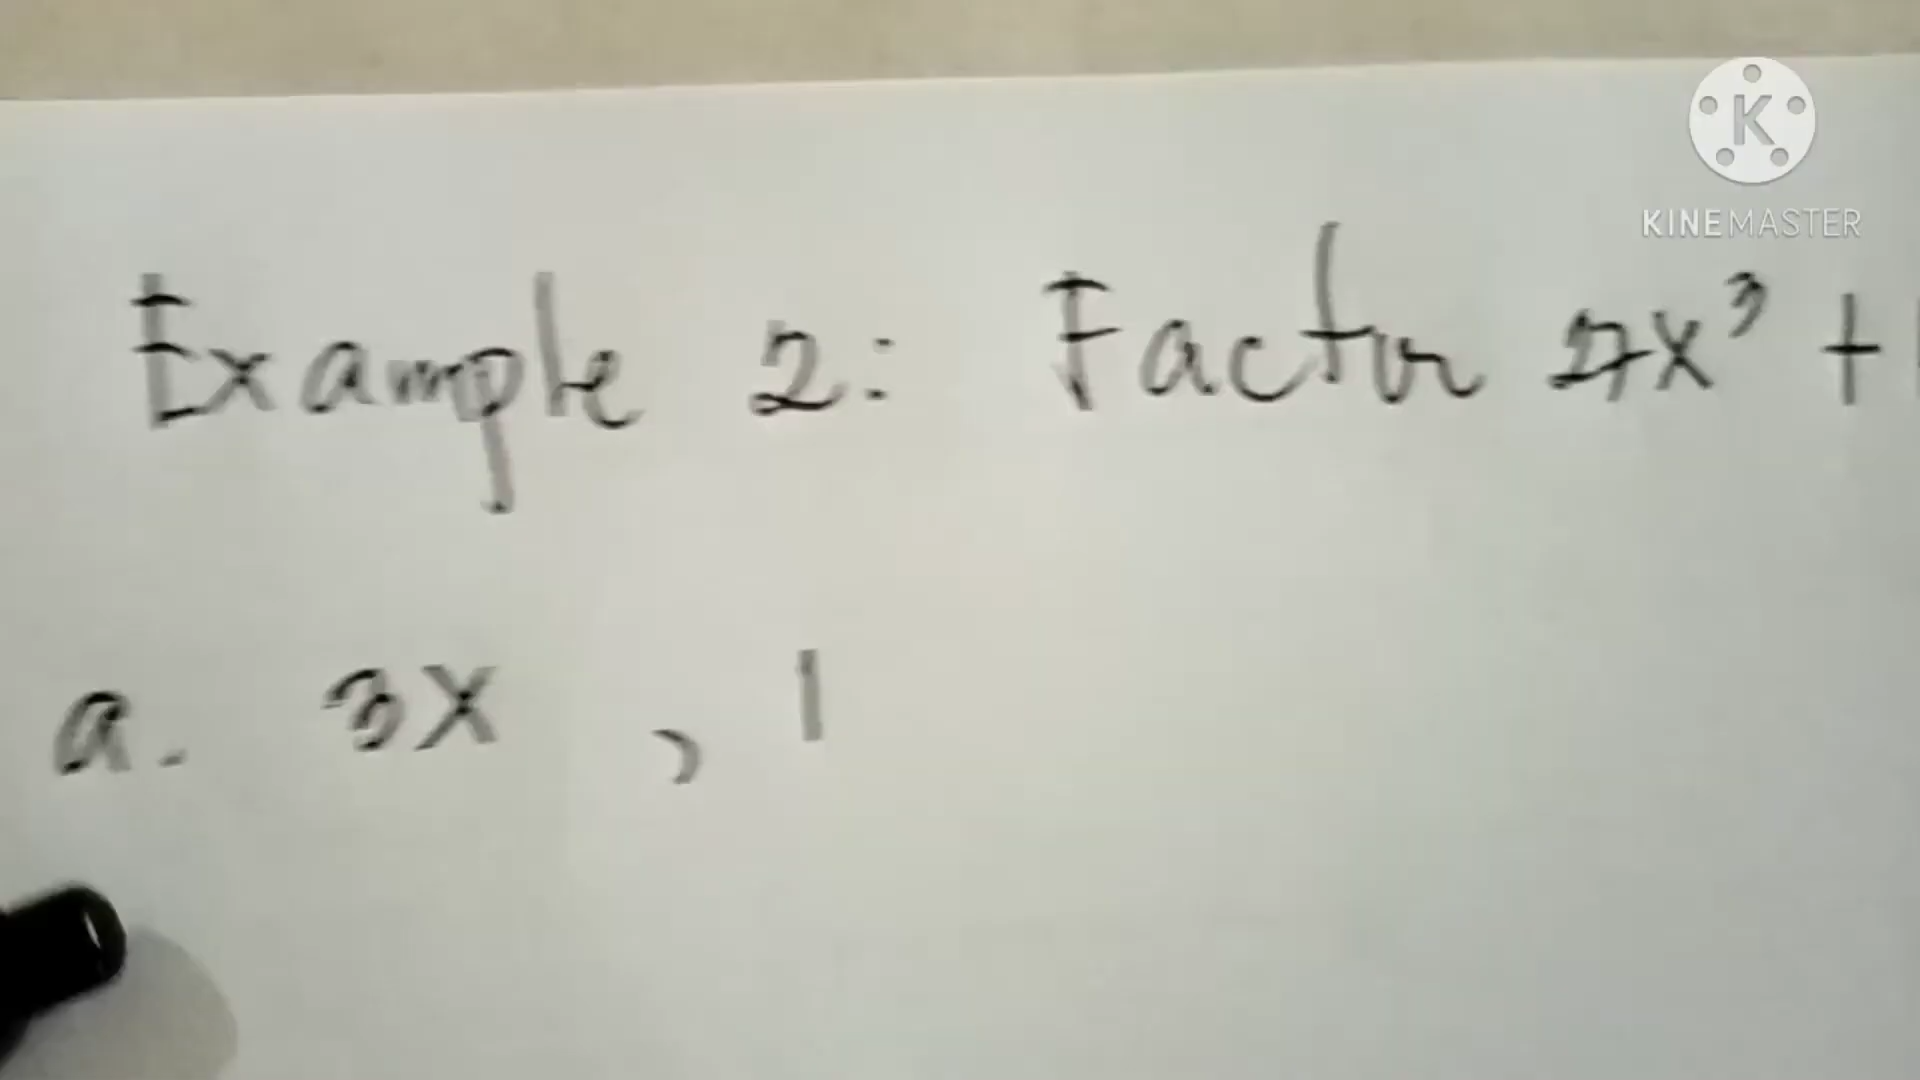 K
KINEMASTER
Example 2: Factor 27x³ +
a. 3x , 1